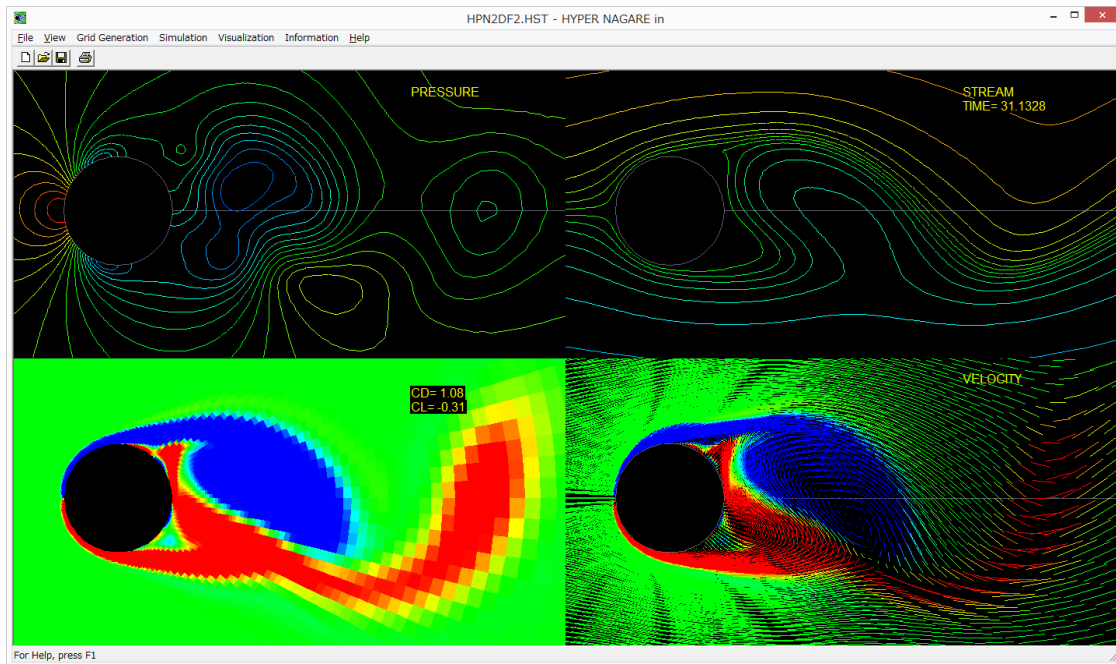 HPN2DF2.HST - HYPER NAGARE in
File View Grid Generation Simulation Visualization Information Help
PRESSURE
STREAM
TIME= 31.1328
CD= 1.08
CL= -0.31
VELOCITY
For Help, press F1